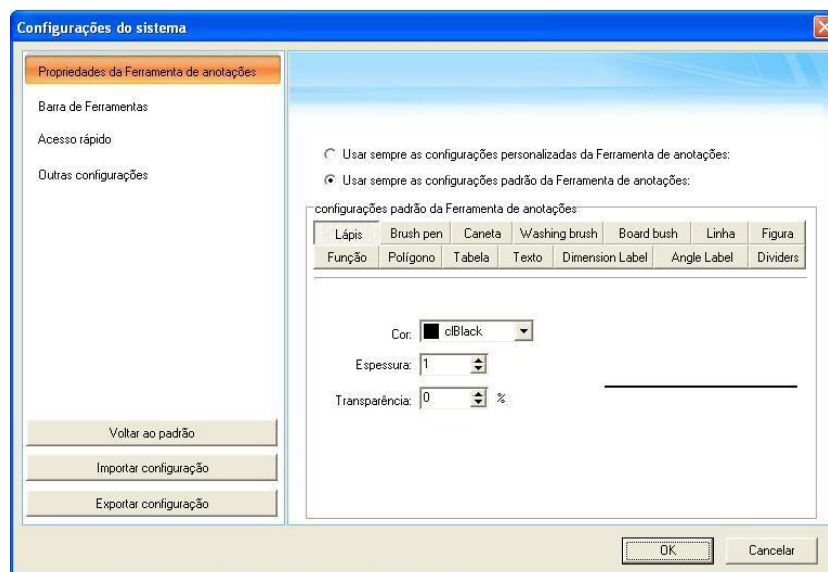 Configurações do sistema
Propriedades da Ferramenta de anotações
Barra de Ferramentas
Acesso rápido
Outras configurações
Voltar ao padrão
Importar configuração
Exportar configuração
Usar sempre as configurações personalizadas da Ferramenta de anotações:
Usar sempre as configurações padrão da Ferramenta de anotações:
configurações padrão da Ferramenta de anotações
Lápis Brush pen Caneta Washing brush Board bush Linha Figura
Função Polígono Tabela Texto Dimension Label Angle Label Dividers
Cor: clBlack
Espessura: 1
Transparência: 0 %
OK Cancelar